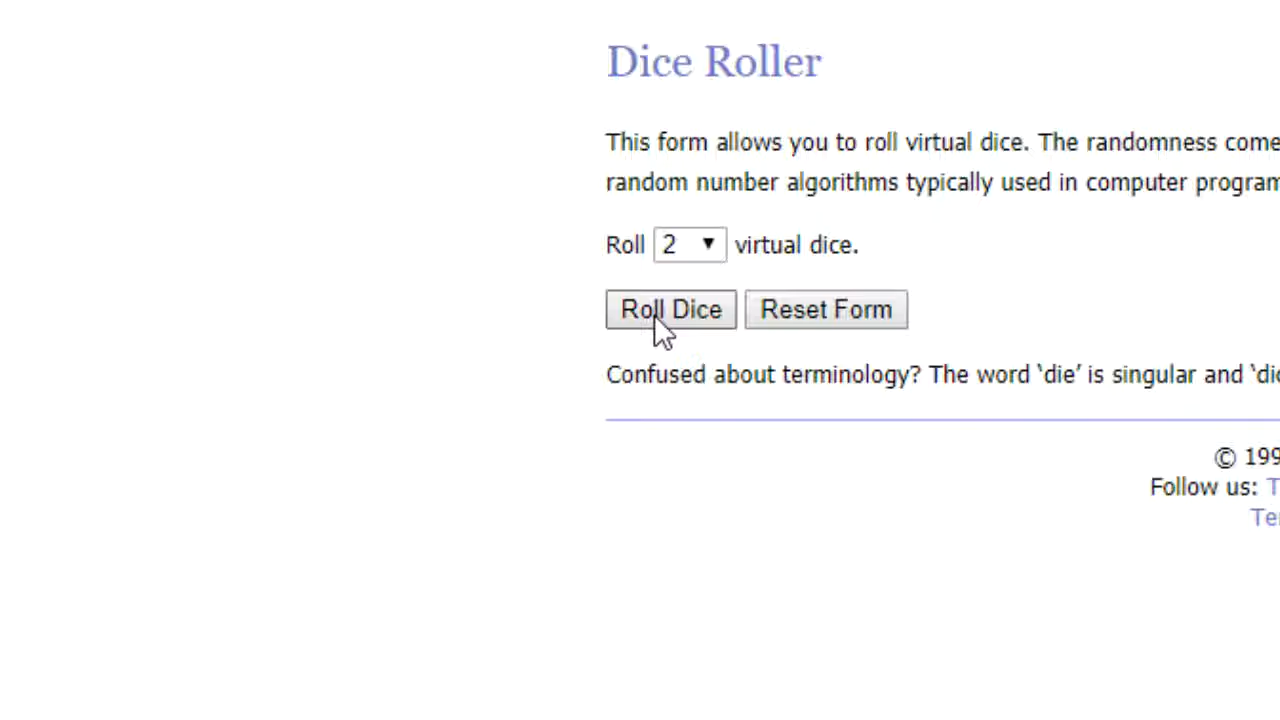 Dice Roller
This form allows you to roll virtual dice. The randomness come
random number algorithms typically used in computer program
Roll 2 ▼ virtual dice.
Roll Dice Reset Form
Confused about terminology? The word ‘die’ is singular and ‘dic
© 199
Follow us: T
Ter